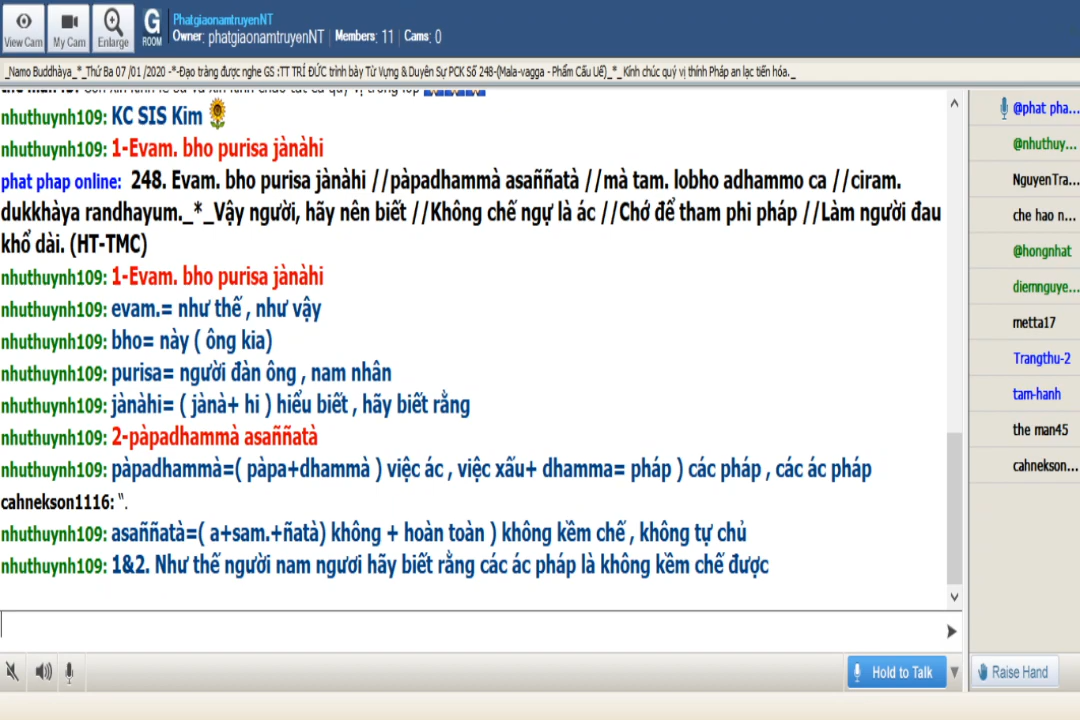 View Cam
My Cam
Enlarge
G
ROOM
PhatgiaonamtruyenNT
Owner: phatgiaonamtruyenNT | Members: 11 | Cams: 0
_Namo Buddhàya_*_Thứ Ba 07 /01 /2020 -*-Đạo tràng được nghe GS :TT TRÍ ĐỨC trình bày Từ Vựng & Duyên Sự PCK Số 248-(Mala-vagga - Phẩm Cấu Uế)_*_ Kính chúc quý vị thính Pháp an lạc tiến hóa._
nhuthuynh109: KC SIS Kim
nhuthuynh109: 1-Evam. bho purisa jànàhi
phat phap online: 248. Evam. bho purisa jànàhi //pàpadhammà asaññatà //mà tam. lobho adhammo ca //ciram.
dukkhàya randhayum._*_Vậy người, hãy nên biết //Không chế ngự là ác //Chớ để tham phi pháp //Làm người đau
khổ dài. (HT-TMC)
nhuthuynh109: 1-Evam. bho purisa jànàhi
nhuthuynh109: evam.= như thế , như vậy
nhuthuynh109: bho= này ( ông kia)
nhuthuynh109: purisa= người đàn ông , nam nhân
nhuthuynh109: jànàhi= ( jànà+ hi ) hiểu biết , hãy biết rằng
nhuthuynh109: 2-pàpadhammà asaññatà
nhuthuynh109: pàpadhammà=( pàpa+dhammà ) việc ác , việc xấu+ dhamma= pháp ) các pháp , các ác pháp
cahnekson1116: “.
nhuthuynh109: asaññatà=( a+sam.+ñatà) không + hoàn toàn ) không kềm chế , không tự chủ
nhuthuynh109: 1&2. Như thế người nam ngươi hãy biết rằng các ác pháp là không kềm chế được
@phat pha...
@nhuthuy...
NguyenTra...
che hao n...
@hongnhat
diemnguye...
metta17
Trangthu-2
tam-hanh
the man45
cahnekson...
Hold to Talk
Raise Hand